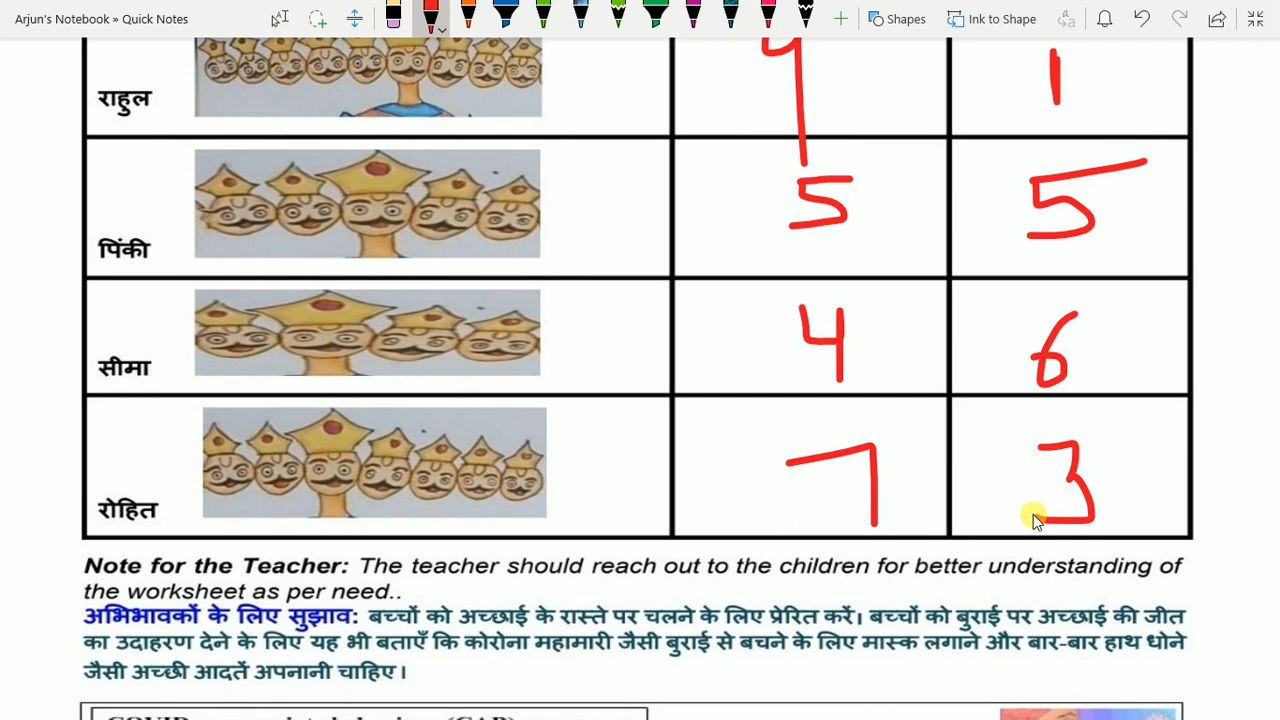 Arjun's Notebook » Quick Notes
Shapes
Ink to Shape
राहुल
9 1
पिंकी
5 5
सीमा
4 6
रोहित
7 3
Note for the Teacher: The teacher should reach out to the children for better understanding of
the worksheet as per need..
अभिभावकों के लिए सुझाव: बच्चों को अच्छाई के रास्ते पर चलने के लिए प्रेरित करें। बच्चों को बुराई पर अच्छाई की जीत
का उदाहरण देने के लिए यह भी बताएँ कि कोरोना महामारी जैसी बुराई से बचने के लिए मास्क लगाने और बार-बार हाथ धोने
जैसी अच्छी आदतें अपनानी चाहिए।